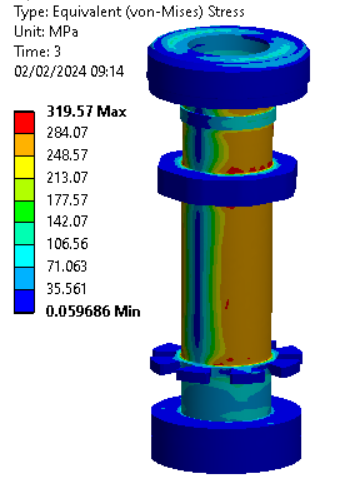 Type: Equivalent (von-Mises) Stress
Unit: MPa
Time: 3
02/02/2024 09:14
319.57 Max
284.07
248.57
213.07
177.57
142.07
106.56
71.063
35.561
0.059686 Min